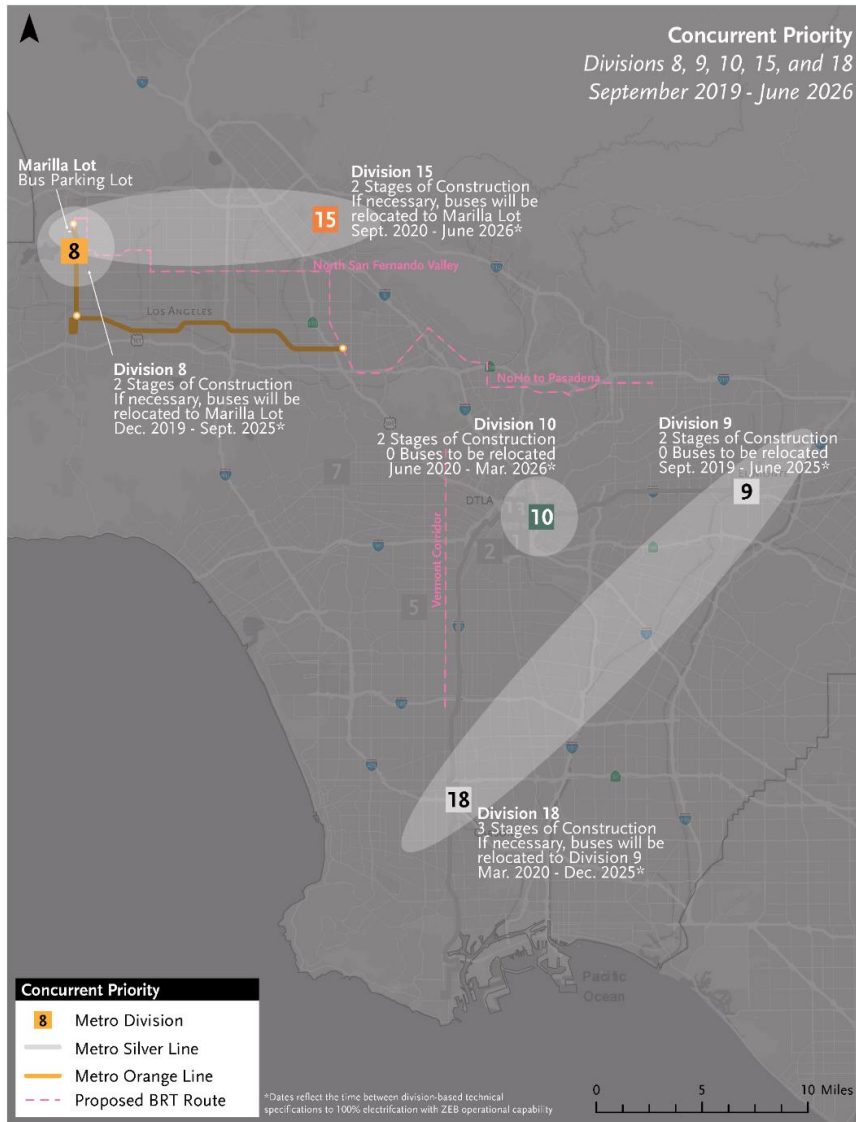 Concurrent Priority
Divisions 8, 9, 10, 15, and 18
September 2019 - June 2026
Marilla Lot
Bus Parking Lot
Division 15
2 Stages of Construction
If necessary, buses will be
relocated to Marilla Lot
Sept. 2020 - June 2026*
15
8
North San Fernando Valley
Los Angeles
Division 8
2 Stages of Construction
If necessary, buses will be
relocated to Marilla Lot
Dec. 2019 - Sept. 2025*
NoHo to Pasadena
Division 10
2 Stages of Construction
0 Buses to be relocated
June 2020 - Mar. 2026*
Division 9
2 Stages of Construction
0 Buses to be relocated
Sept. 2019 - June 2025*
7
9
DTLA
13
10
1
2
Vermont Corridor
5
18
Division 18
3 Stages of Construction
If necessary, buses will be
relocated to Division 9
Mar. 2020 - Dec. 2025*
Pacific
Ocean
Concurrent Priority
8 Metro Division
Metro Silver Line
Metro Orange Line
Proposed BRT Route
*Dates reflect the time between division-based technical
specifications to 100% electrifcation with ZEB operational capability
0 5 10 Miles